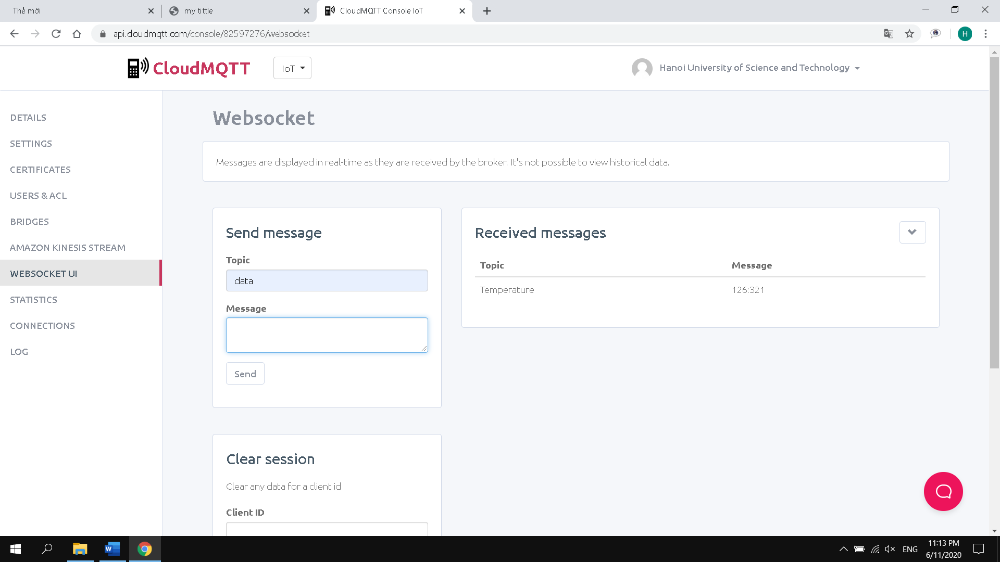 Thẻ mới
my tittle
CloudMQTT Console IoT
api.cloudmqtt.com/console/82597276/websocket
H
CloudMQTT
IoT
Hanoi University of Science and Technology
DETAILS
SETTINGS
CERTIFICATES
USERS & ACL
BRIDGES
AMAZON KINESIS STREAM
WEBSOCKET UI
STATISTICS
CONNECTIONS
LOG
Websocket
Messages are displayed in real-time as they are received by the broker. It's not possible to view historical data.
Send message
Topic
data
Message
Send
Received messages
Topic Message
Temperature 126:321
Clear session
Clear any data for a client id
Client ID
ENG
11:13 PM
6/11/2020